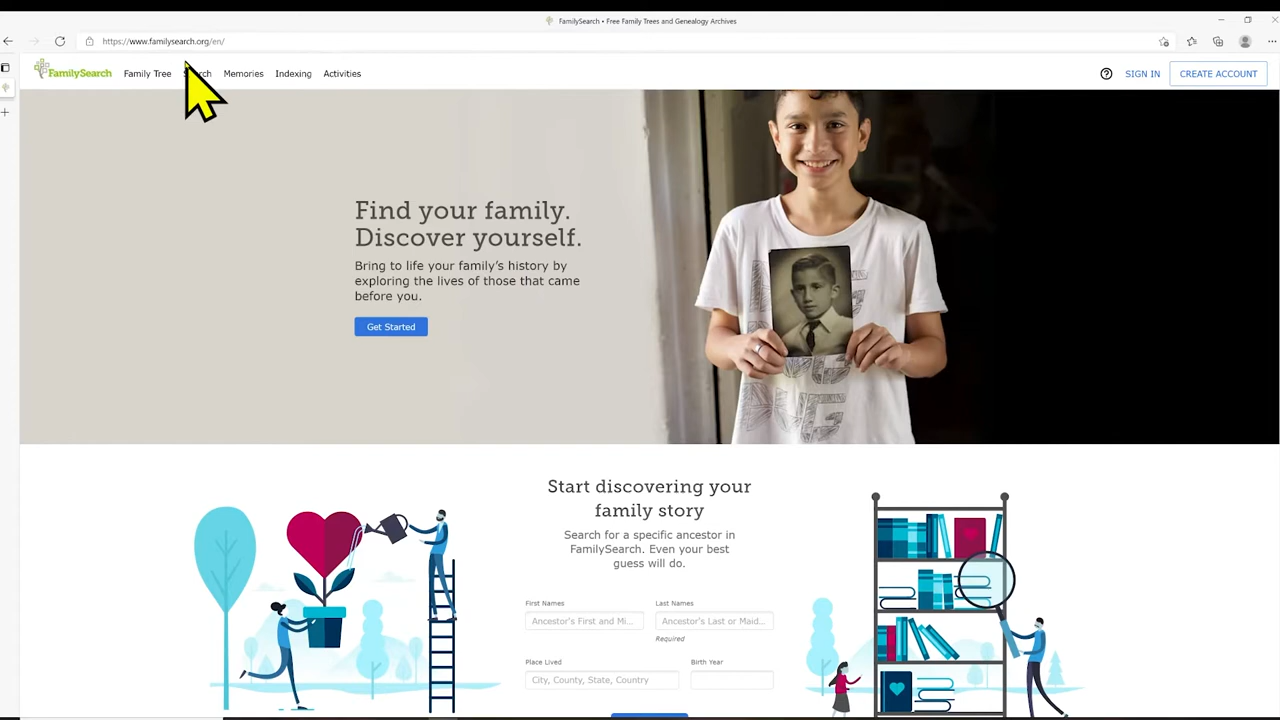 FamilySearch • Free Family Trees and Genealogy Archives
https://www.familysearch.org/en/
FamilySearch Family Tree Memories Indexing Activities SIGN IN CREATE ACCOUNT
Find your family.
Discover yourself.
Bring to life your family's history by
exploring the lives of those that came
before you.
Get Started
Start discovering your
family story
Search for a specific ancestor in
FamilySearch. Even your best
guess will do.
First Names Last Names
Ancestor's First and Mi... Ancestor's Last or Maid...
Required
Place Lived Birth Year
City, County, State, Country